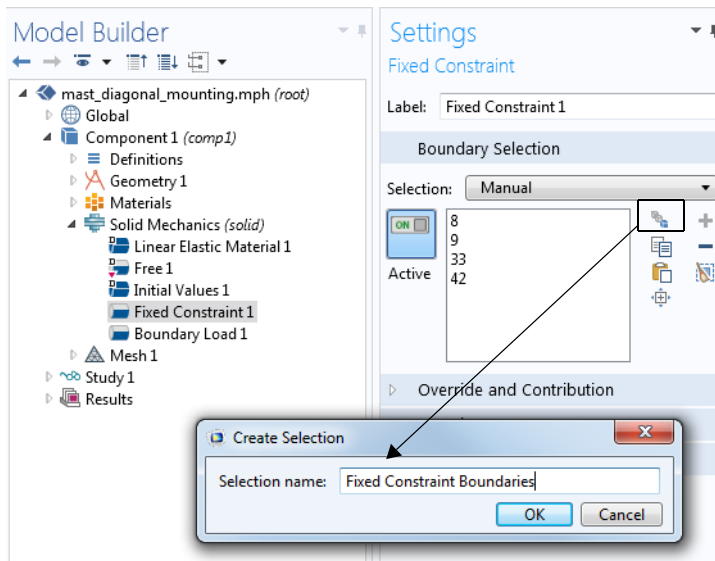 Model Builder
mast_diagonal_mounting.mph (root)
Global
Component 1 (comp1)
Definitions
Geometry 1
Materials
Solid Mechanics (solid)
Linear Elastic Material 1
Free 1
Initial Values 1
Fixed Constraint 1
Boundary Load 1
Mesh 1
Study 1
Results
Settings
Fixed Constraint
Label: Fixed Constraint 1
Boundary Selection
Selection: Manual
ON
Active
8
9
33
42
Override and Contribution
Create Selection
Selection name: Fixed Constraint Boundaries
OK Cancel